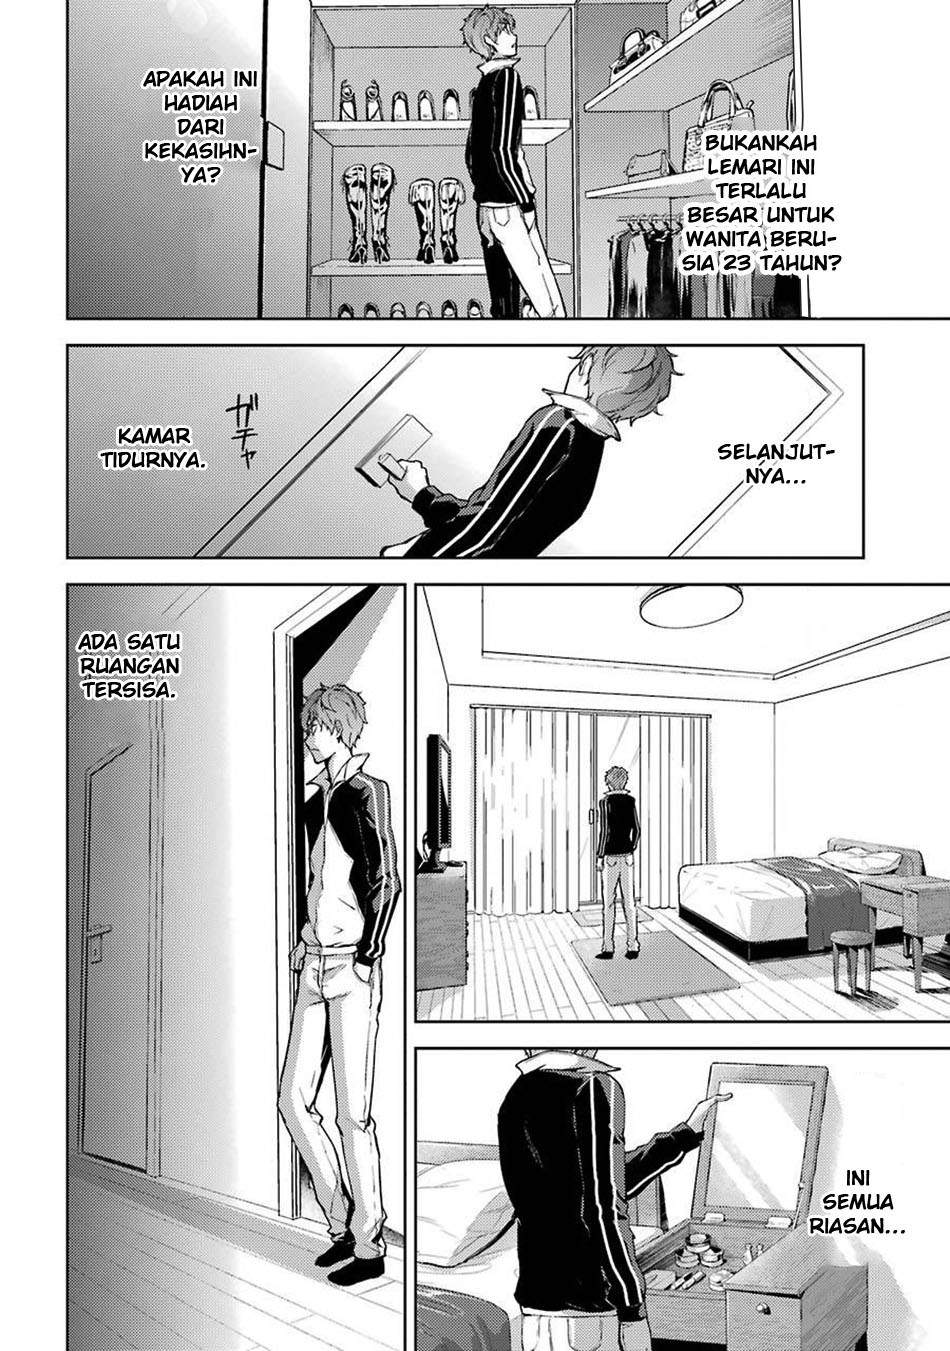 BUKANKAH
LEMARI INI
TERLALU
BESAR UNTUK
WANITA BERU-
SIA 23 TAHUN?
APAKAH INI
HADIAH
DARI
KEKASIHN-
YA?
SELANJUT-
NYA...
ガチャ
KAMAR
TIDURNYA.
INI
SEMUA
RIASAN...
ADA SATU
RUANGAN
TERSISA.